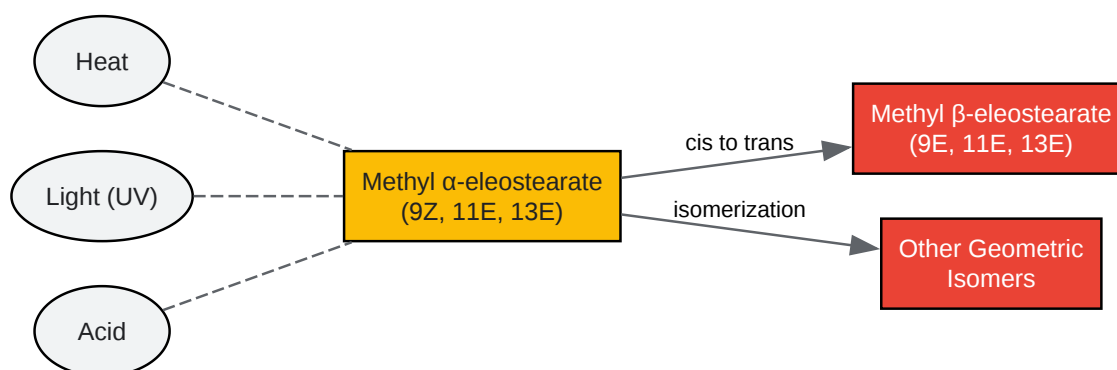 Heat
Light (UV)
Acid
Methyl α-eleostearate
(9Z, 11E, 13E)
cis to trans
isomerization
Methyl β-eleostearate
(9E, 11E, 13E)
Other Geometric
Isomers